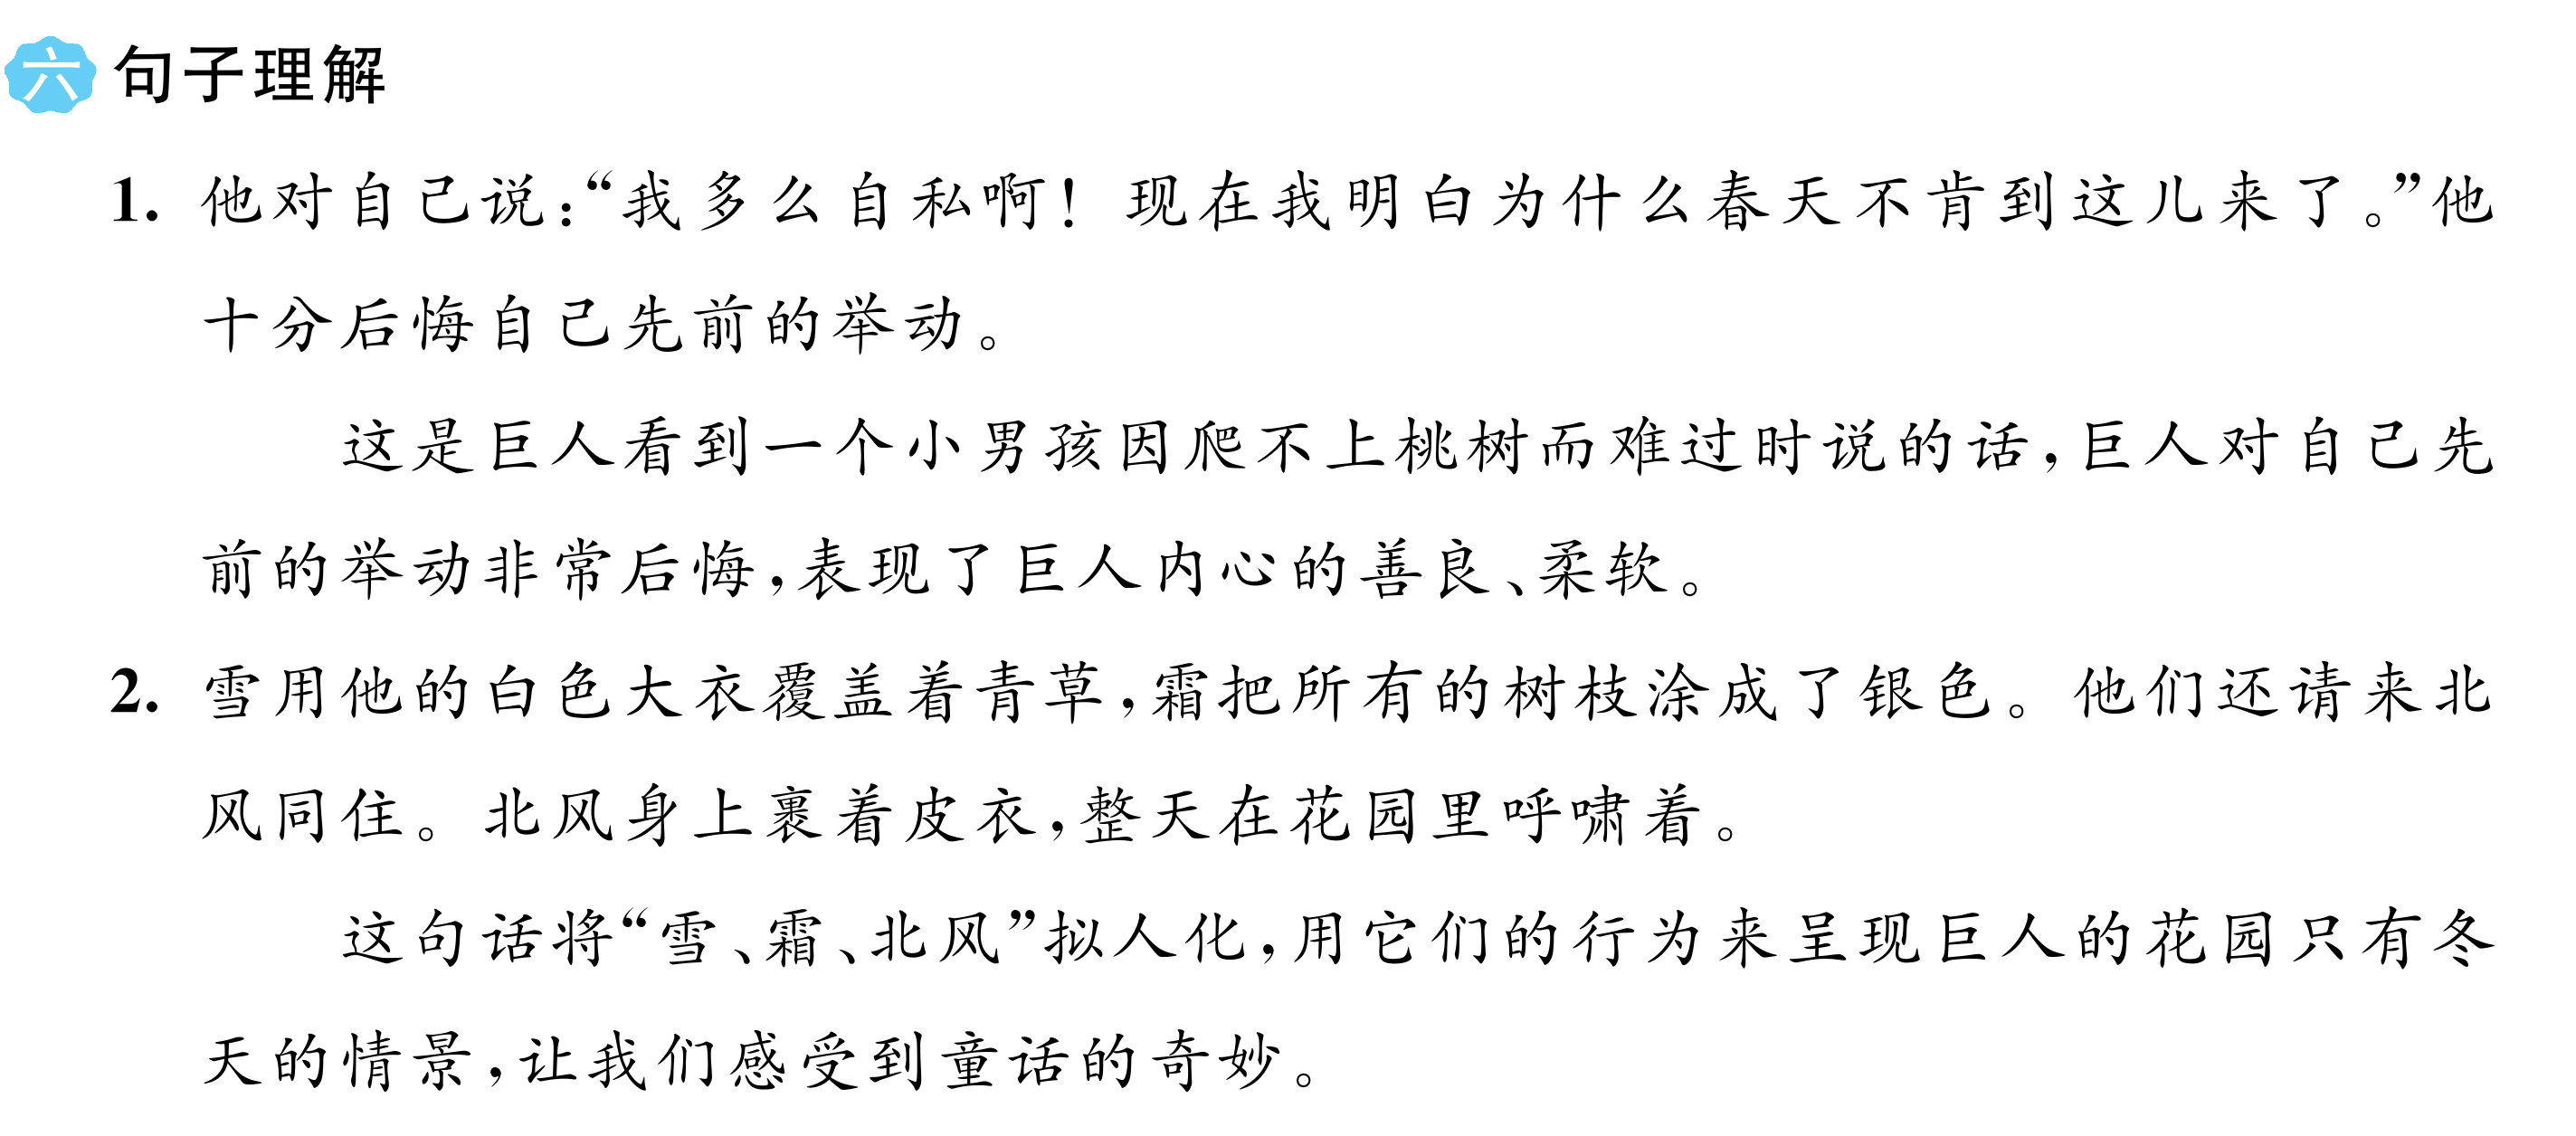 六 句子理解
1. 他对自己说：“我多么自私啊！现在我明白为什么春天不肯到这儿来了。”他
十分后悔自己先前的举动。
这是巨人看到一个小男孩因爬不上桃树而难过时说的话，巨人对自己先
前的举动非常后悔，表现了巨人内心的善良、柔软。
2. 雪用他的白色大衣覆盖着青草，霜把所有的树枝涂成了银色。他们还请来北
风同住。北风身上裹着皮衣，整天在花园里呼啸着。
这句话将“雪、霜、北风”拟人化，用它们的行为来呈现巨人的花园只有冬
天的情景，让我们感受到童话的奇妙。